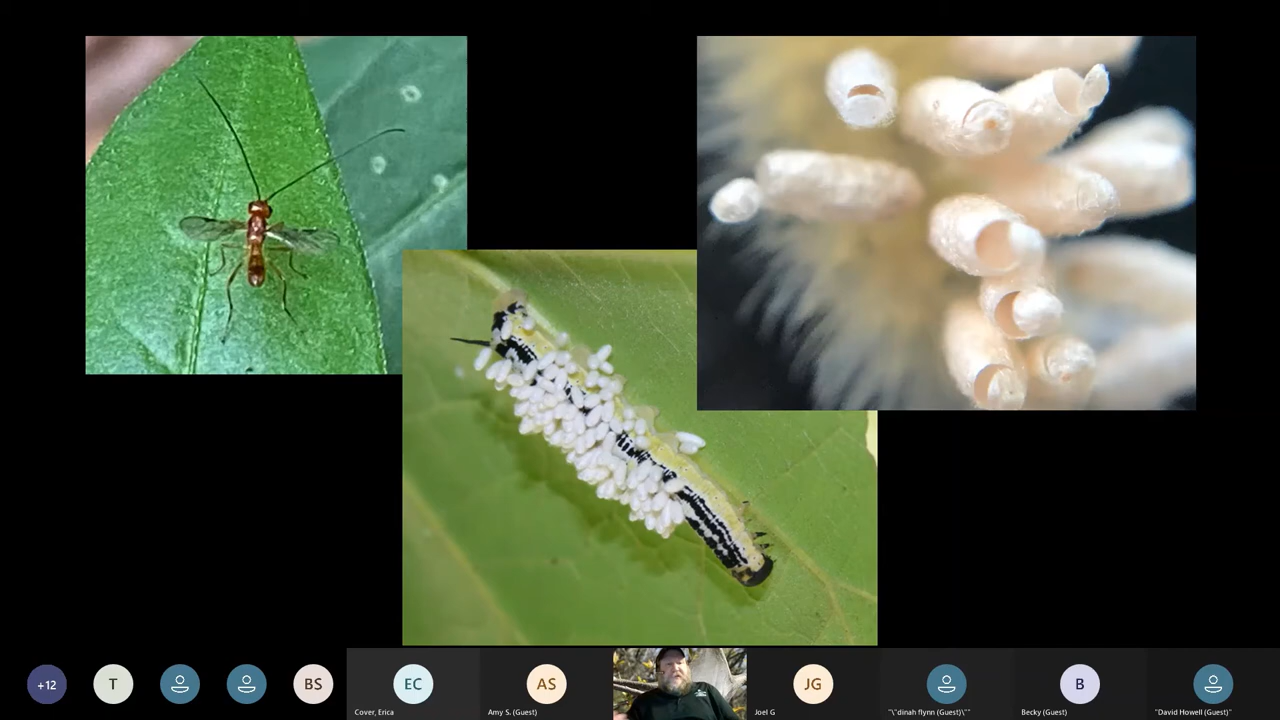 +12
T
BS
EC
Cover, Erica
AS
Amy S. (Guest)
JG
Joel G
"\"dinah flynn (Guest)\""
B
Becky (Guest)
"David Howell (Guest)"